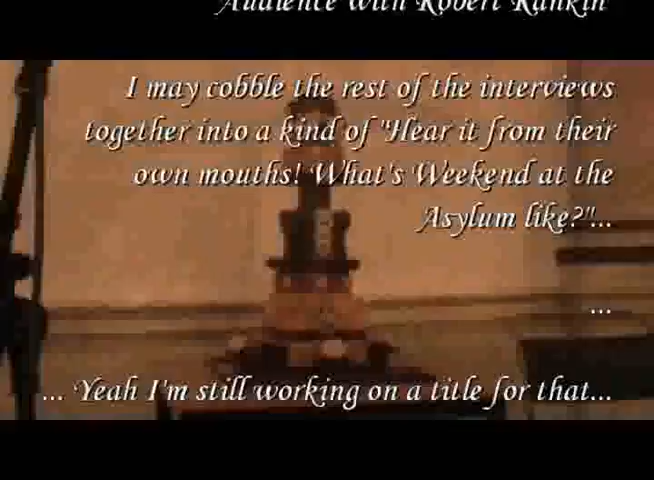 Audience with Robert Rankin
I may cobble the rest of the interviews
together into a kind of "Hear it from their
own mouths! What's Weekend at the
Asylum like?"...
...
... Yeah I'm still working on a title for that...